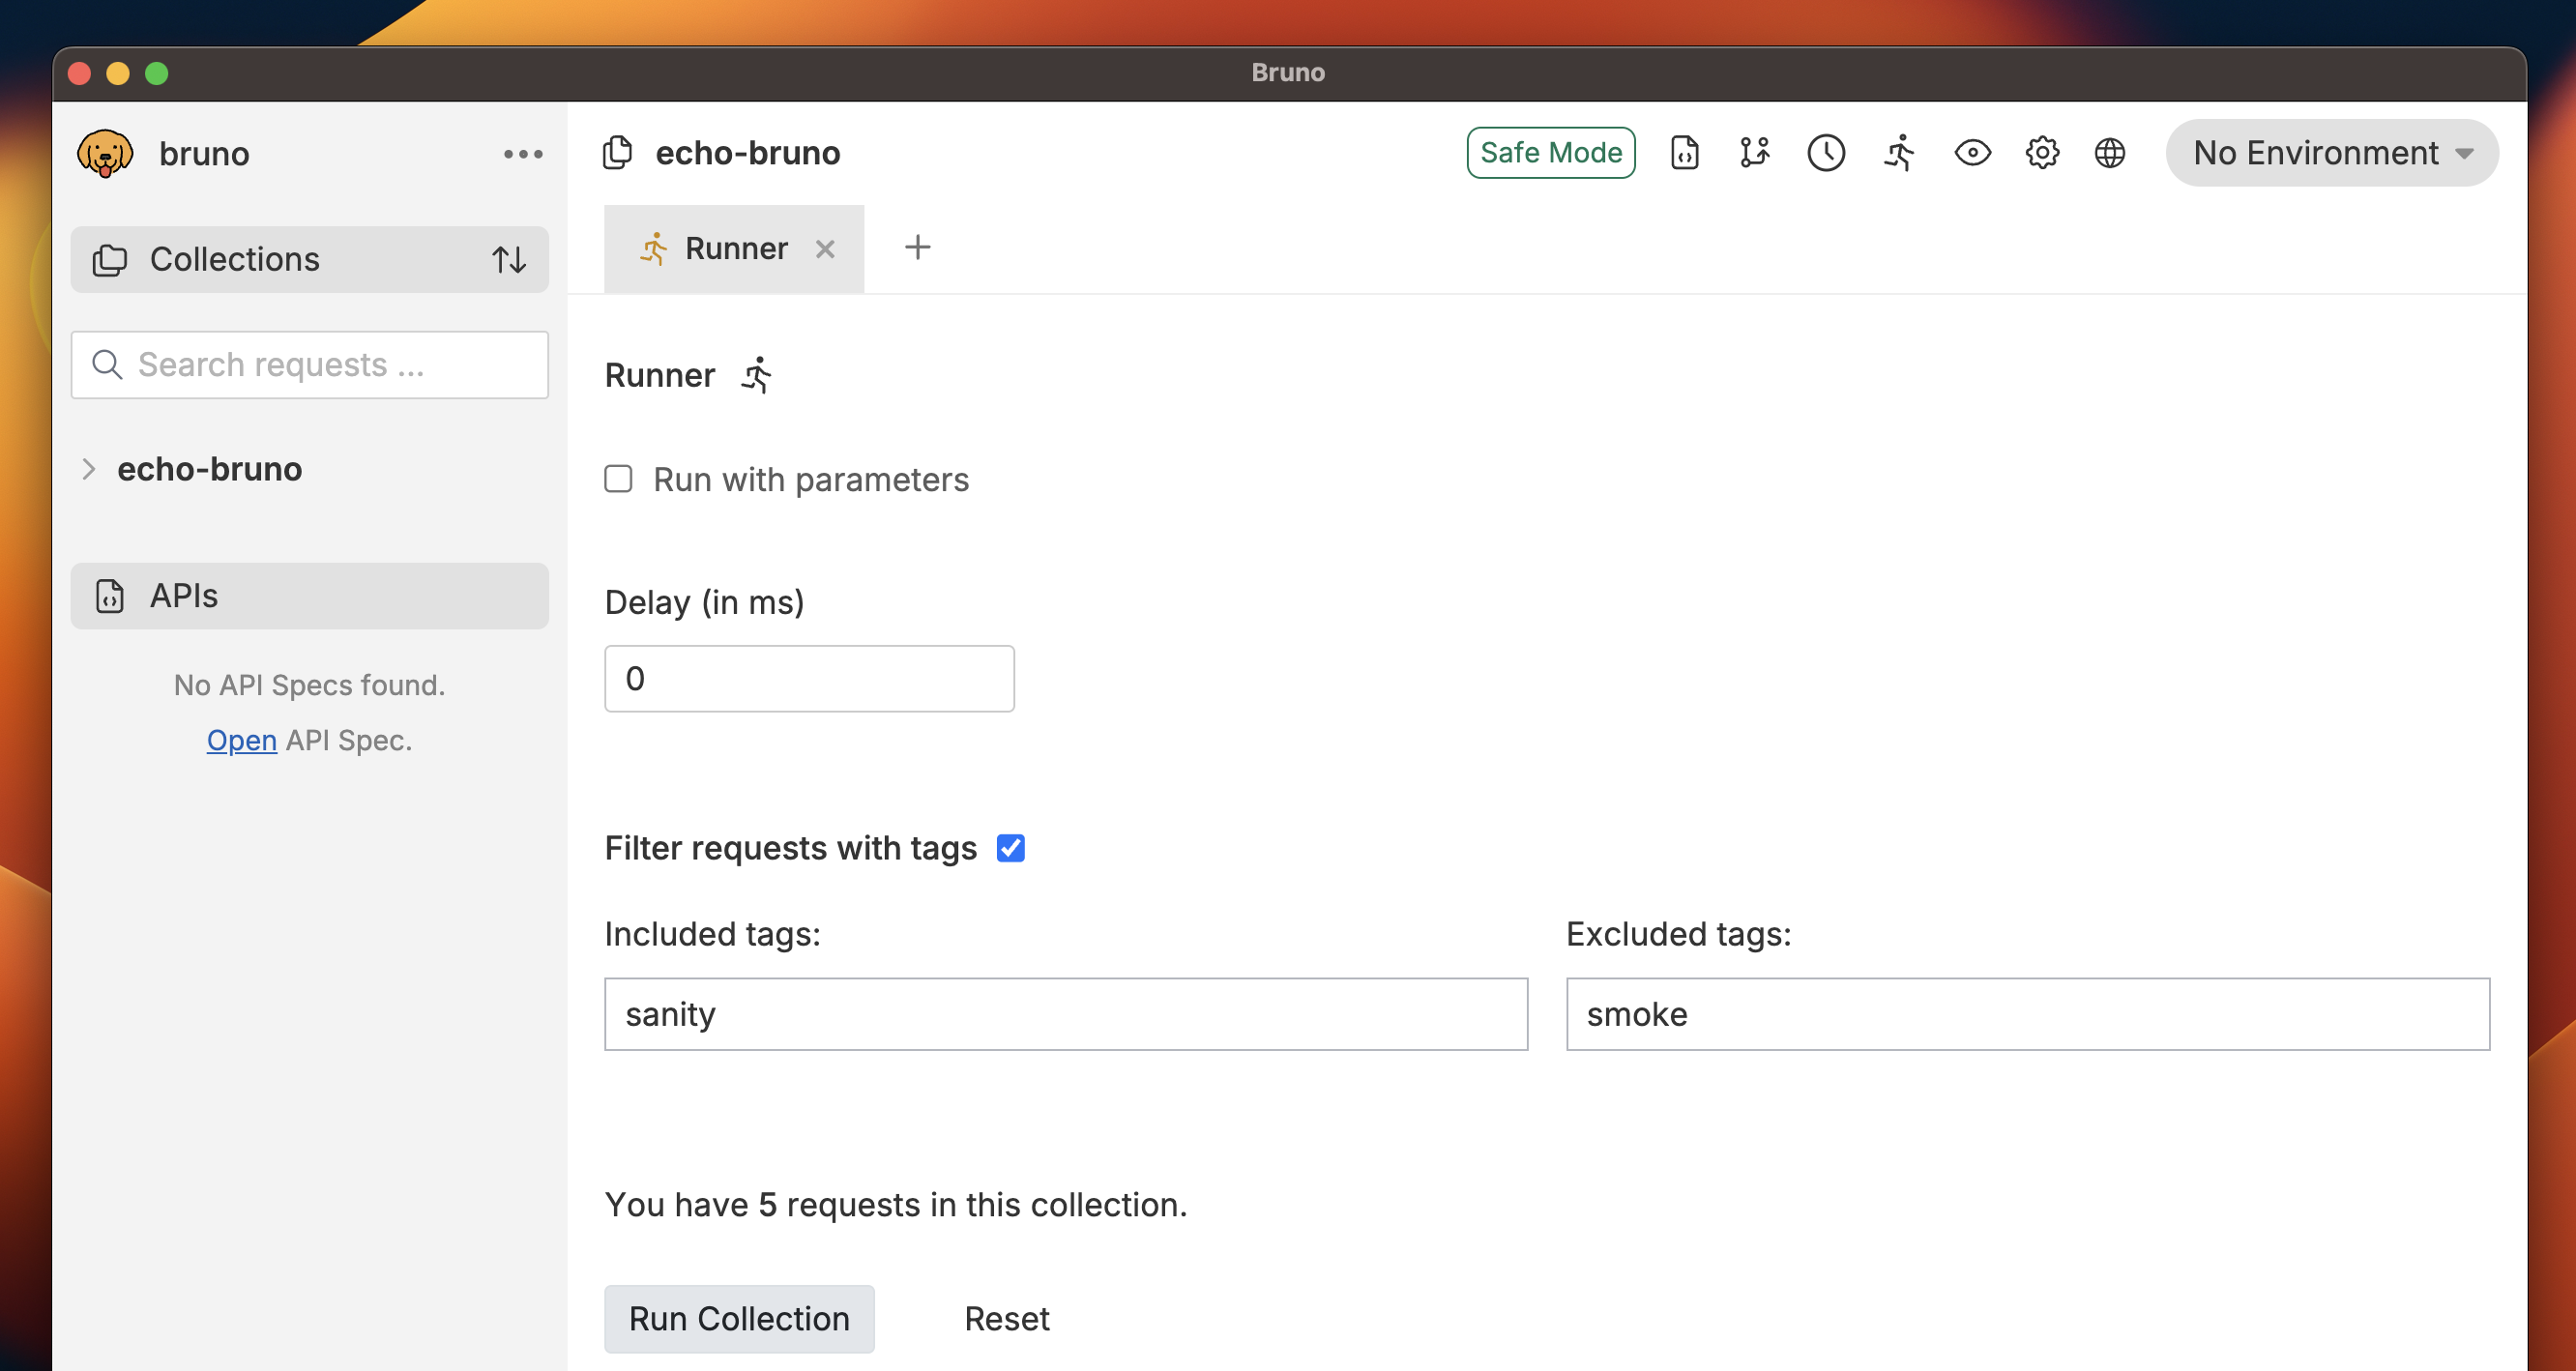 Bruno
bruno
echo-bruno
Safe Mode
No Environment
Collections
Runner
Search requests ...
Runner
echo-bruno
Run with parameters
APIs
Delay (in ms)
0
No API Specs found.
Open API Spec.
Filter requests with tags
Included tags:
Excluded tags:
sanity
smoke
You have 5 requests in this collection.
Run Collection
Reset